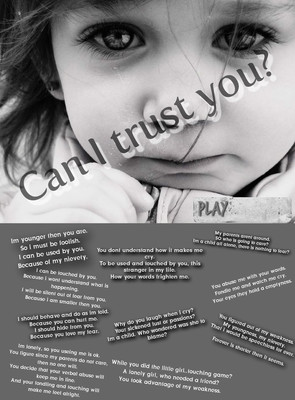 Can I trust you?
PLAY
Im younger then you are.
So I must be foolish.
I can be used by you.
Because of my nievery.
I can be touched by you.
Because I wont understand what is
happening.
I will be silent out of fear from you.
Because I am smaller then you.
I should behave and do as im told.
Because you can hurt me.
I should hide from you.
Because you love to mislead me.
Im lonely, so you useing me is ok.
You figure since my parents do not care,
then no one will.
You decide that your verbal abuse will
keep me in line.
And your fondling and touching will
make me feel alright.
You dont understand how it makes me
cry.
To be used and touched by you, this
stranger in my life.
How your words frighten me.
Why do you laugh when I cry?
Your sickened lust or passions?
Im a child. Who wondered was she to
blame?
While you did the little girl, touching game?
A lonely girl, who needed a friend?
You took advantage of my weakness.
My parents arent around.
SO who is going to care?
Im a child all alone, there is nothing to fear?
You abuse me with your words.
Fondle me and watch me cry.
Your eyes they hold a emptyness.
You figured out of my weakness.
My youngness, my nievery.
That I would be speechless for ever.
Forever is shorter then it seems.